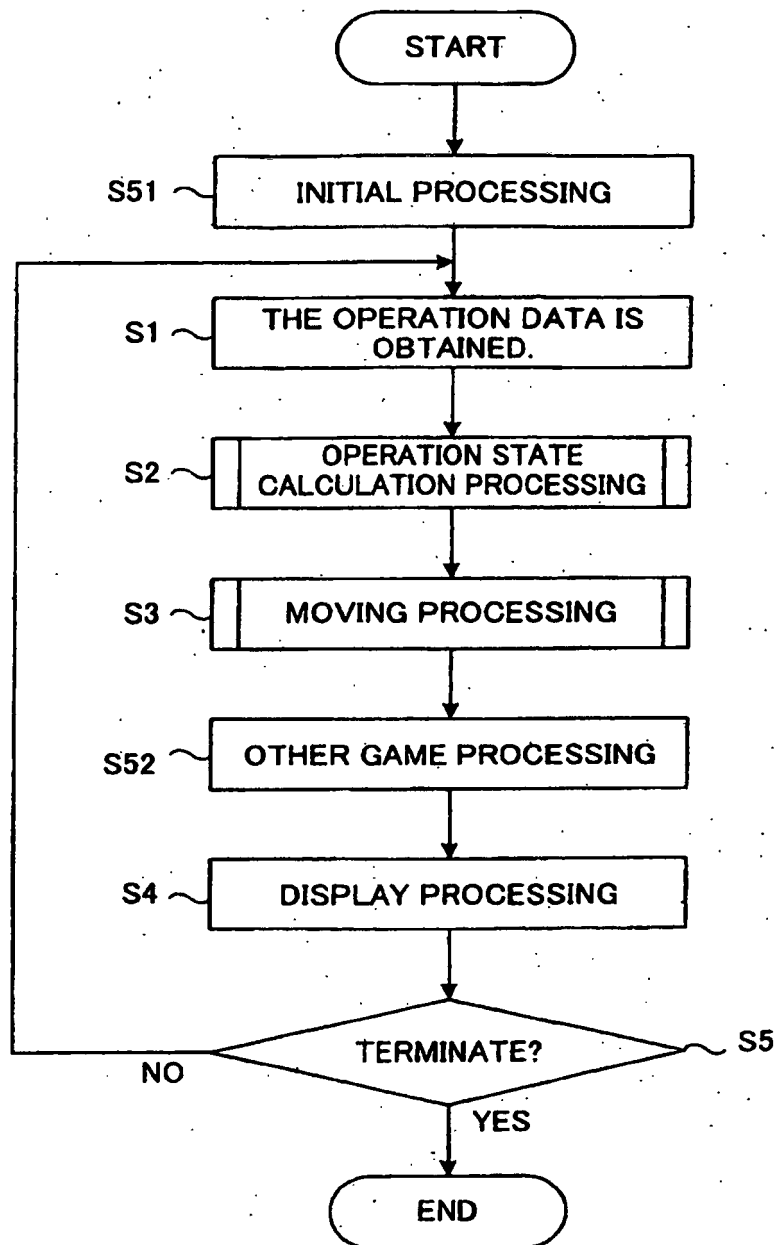 START
S51
INITIAL PROCESSING
S1
THE OPERATION DATA IS
OBTAINED.
S2
OPERATION STATE
CALCULATION PROCESSING
S3
MOVING PROCESSING
S52
OTHER GAME PROCESSING
S4
DISPLAY PROCESSING
TERMINATE?
S5
NO
YES
END